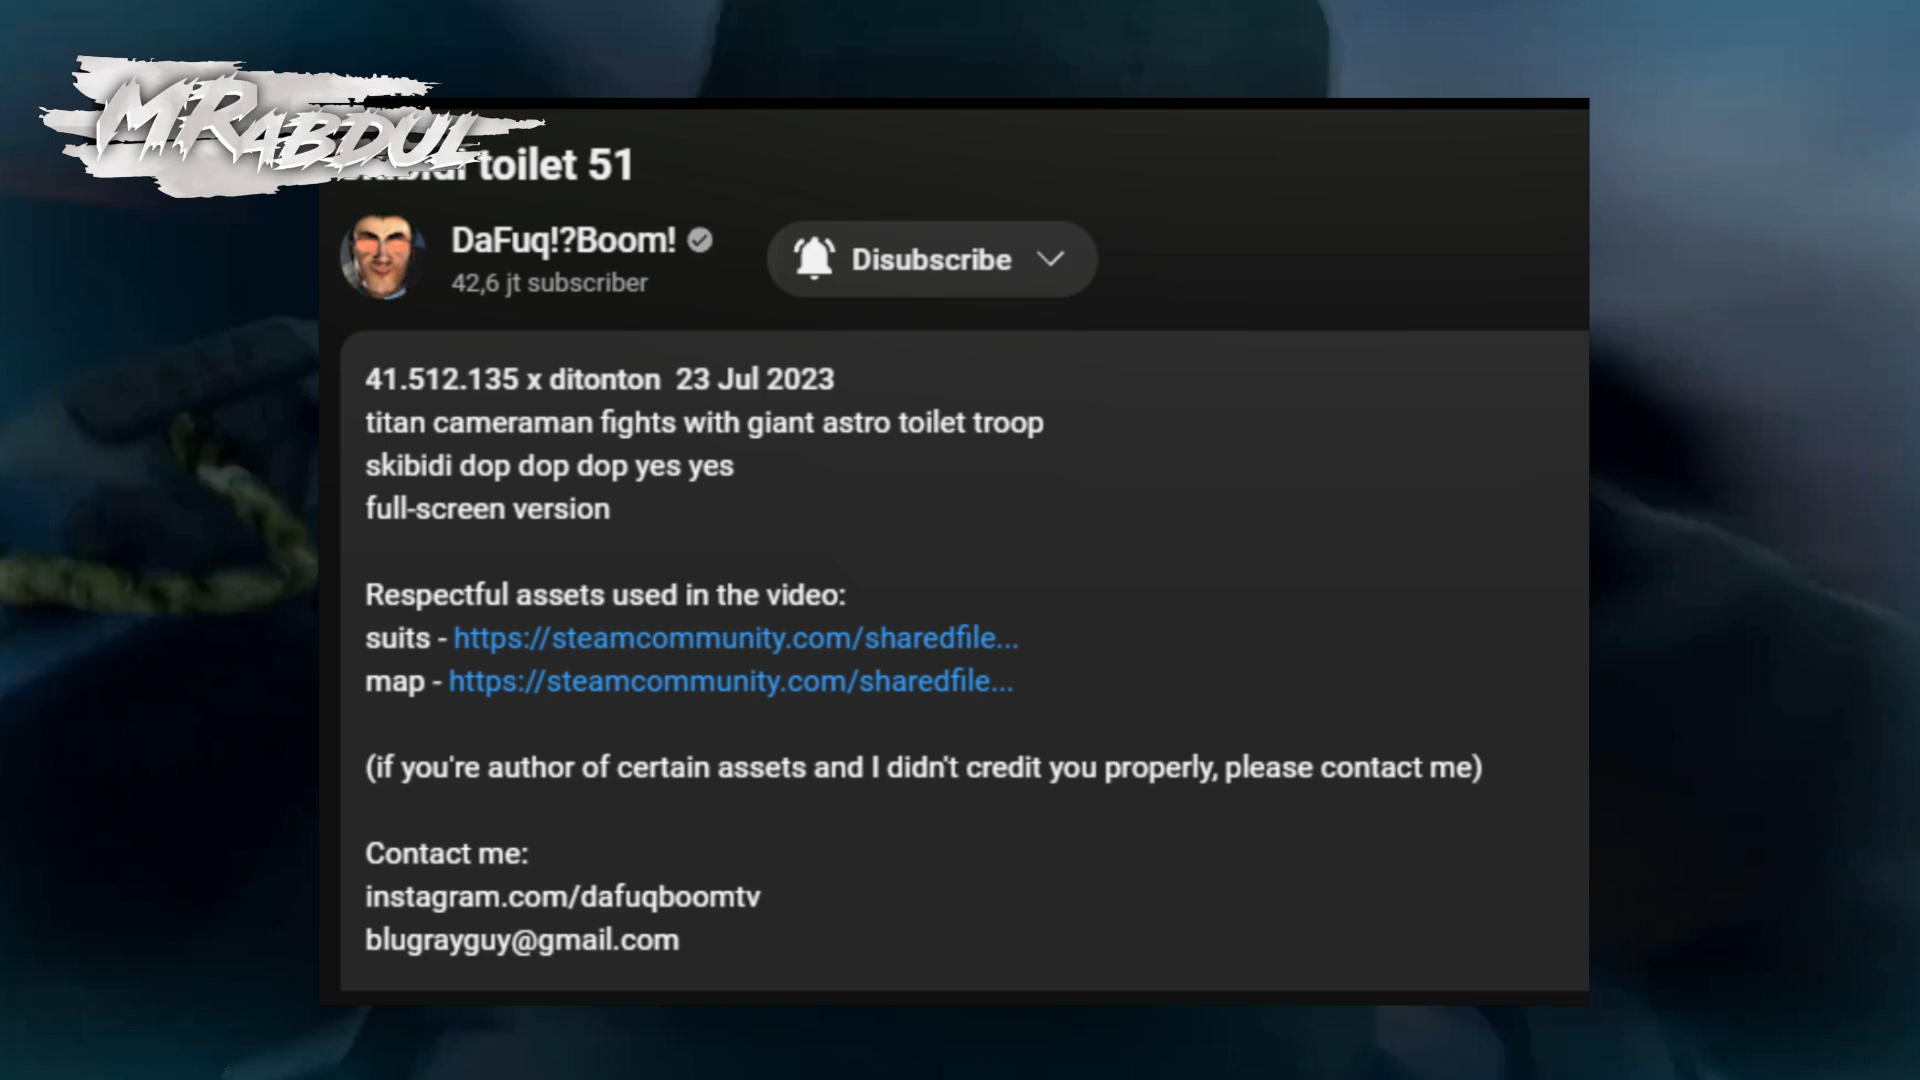 MRABDUL
toilet 51
DaFuq!?Boom!
42,6 jt subscriber
Disubscribe
41.512.135 x ditonton 23 Jul 2023
titan cameraman fights with giant astro toilet troop
skibidi dop dop dop yes yes
full-screen version
Respectful assets used in the video:
suits - https://steamcommunity.com/sharedfile...
map - https://steamcommunity.com/sharedfile...
(if you're author of certain assets and I didn't credit you properly, please contact me)
Contact me:
instagram.com/dafuqboomtv
blugrayguy@gmail.com